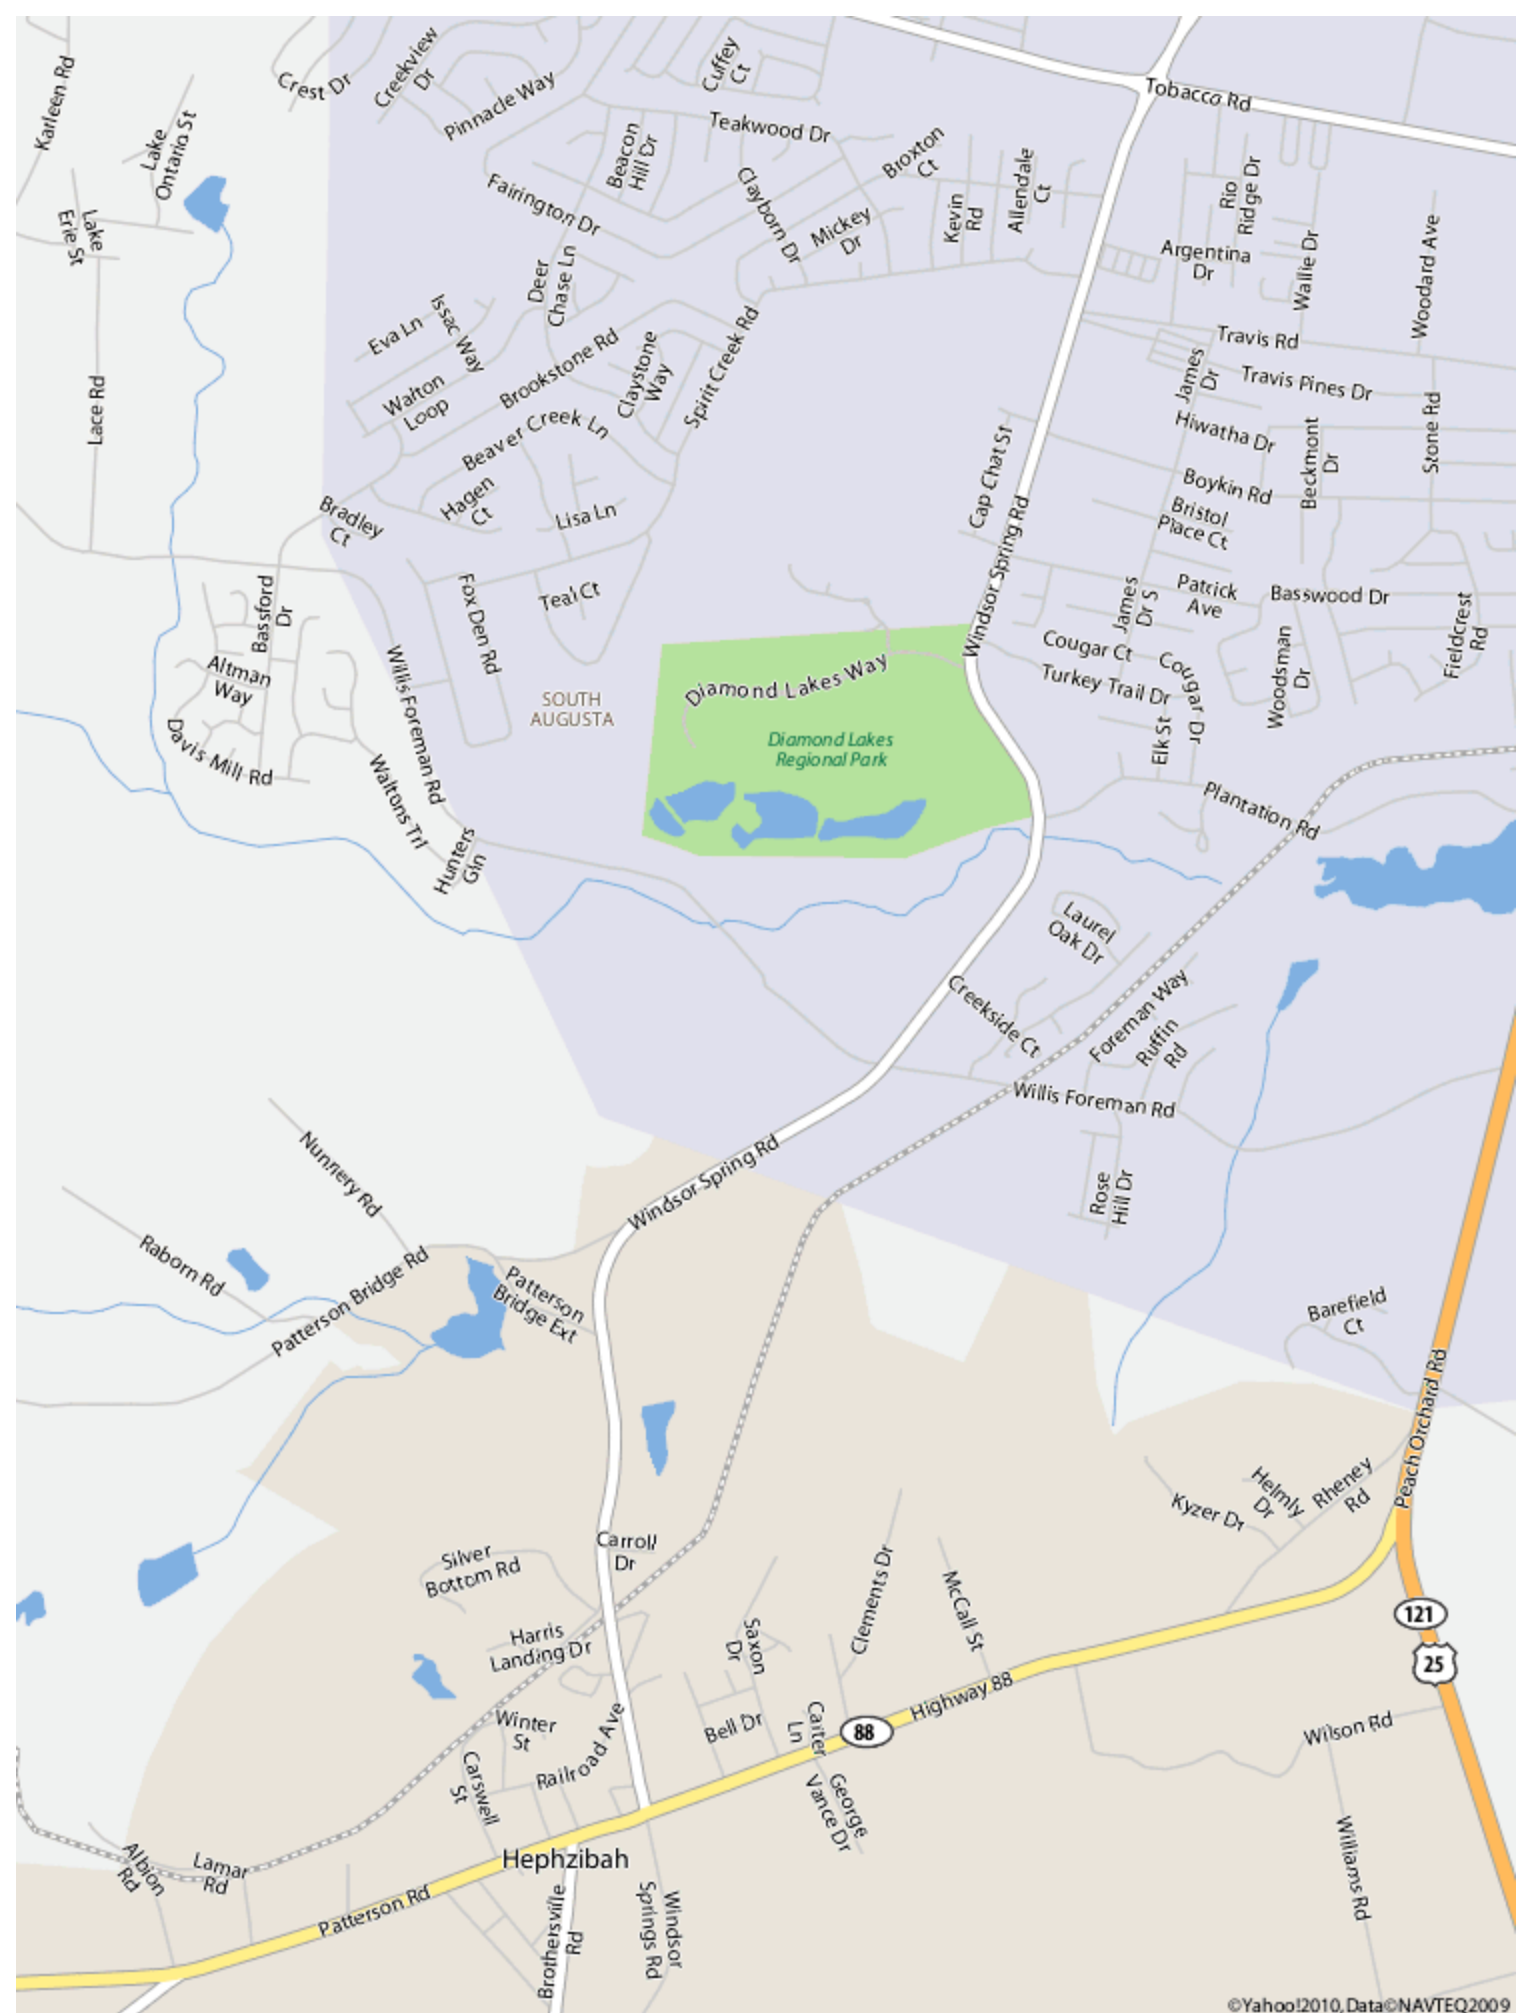 Karleen Rd
Lake
Ontario St
Crest Dr
Creekview
Dr
Pinnacle Way
Cuffey
Ct
Tobacco Rd
Teakwood Dr
Beacon
Hill Dr
Broxton
Ct
Allendale
Ct
Kevin
Rd
Clayborn Dr
Mickey
Dr
Rio
Ridge Dr
Fairington Dr
Lake
Erie St
Argentina
Dr
Wallie Dr
Woodard Ave
Deer
Chase Ln
Issac Way
Eva Ln
Travis Rd
Brookstone Rd
Claystone
Way
Spirit Creek Rd
James
Dr
Travis Pines Dr
Walton
Loop
Lace Rd
Beaver Creek Ln
Hiwatha Dr
Beckmont
Dr
Stone Rd
Cap Chat St
Boykin Rd
Hagen
Ct
Lisa Ln
Bradley
Ct
Bristol
Place Ct
Windsor Spring Rd
Bassford
Dr
Fox Den Rd
Teal Ct
James
Dr S
Patrick
Ave
Basswood Dr
Fieldcrest
Rd
Altman
Way
Willis Foreman Rd
Cougar Ct
Cougar Dr
Turkey Trail Dr
Woodsman
Dr
Diamond Lakes Way
SOUTH
AUGUSTA
Elk St
Davis Mill Rd
Diamond Lakes
Regional Park
Waltons Trl
Plantation Rd
Hunters
Gln
Laurel
Oak Dr
Creekside Ct
Foreman Way
Ruffin
Rd
Willis Foreman Rd
Nunnery Rd
Windsor Spring Rd
Rose
Hill Dr
Raborn Rd
Patterson Bridge Rd
Patterson
Bridge Ext
Barefield
Ct
Peach Orchard Rd
Kyzer Dr
Helmly
Dr
Rheney
Rd
Carroll
Dr
Silver
Bottom Rd
Clements Dr
McCall St
121
25
Harris
Landing Dr
Saxon
Dr
Highway 88
88
Winter
St
Railroad Ave
Bell Dr
Carter
Ln
Wilson Rd
Carswell
St
George
Vance Dr
Williams Rd
Albion
Rd
Lamar
Rd
Hephzibah
Patterson Rd
Brothersville
Rd
Windsor
Springs Rd
©Yahoo!2010, Data©NAVTEQ2009